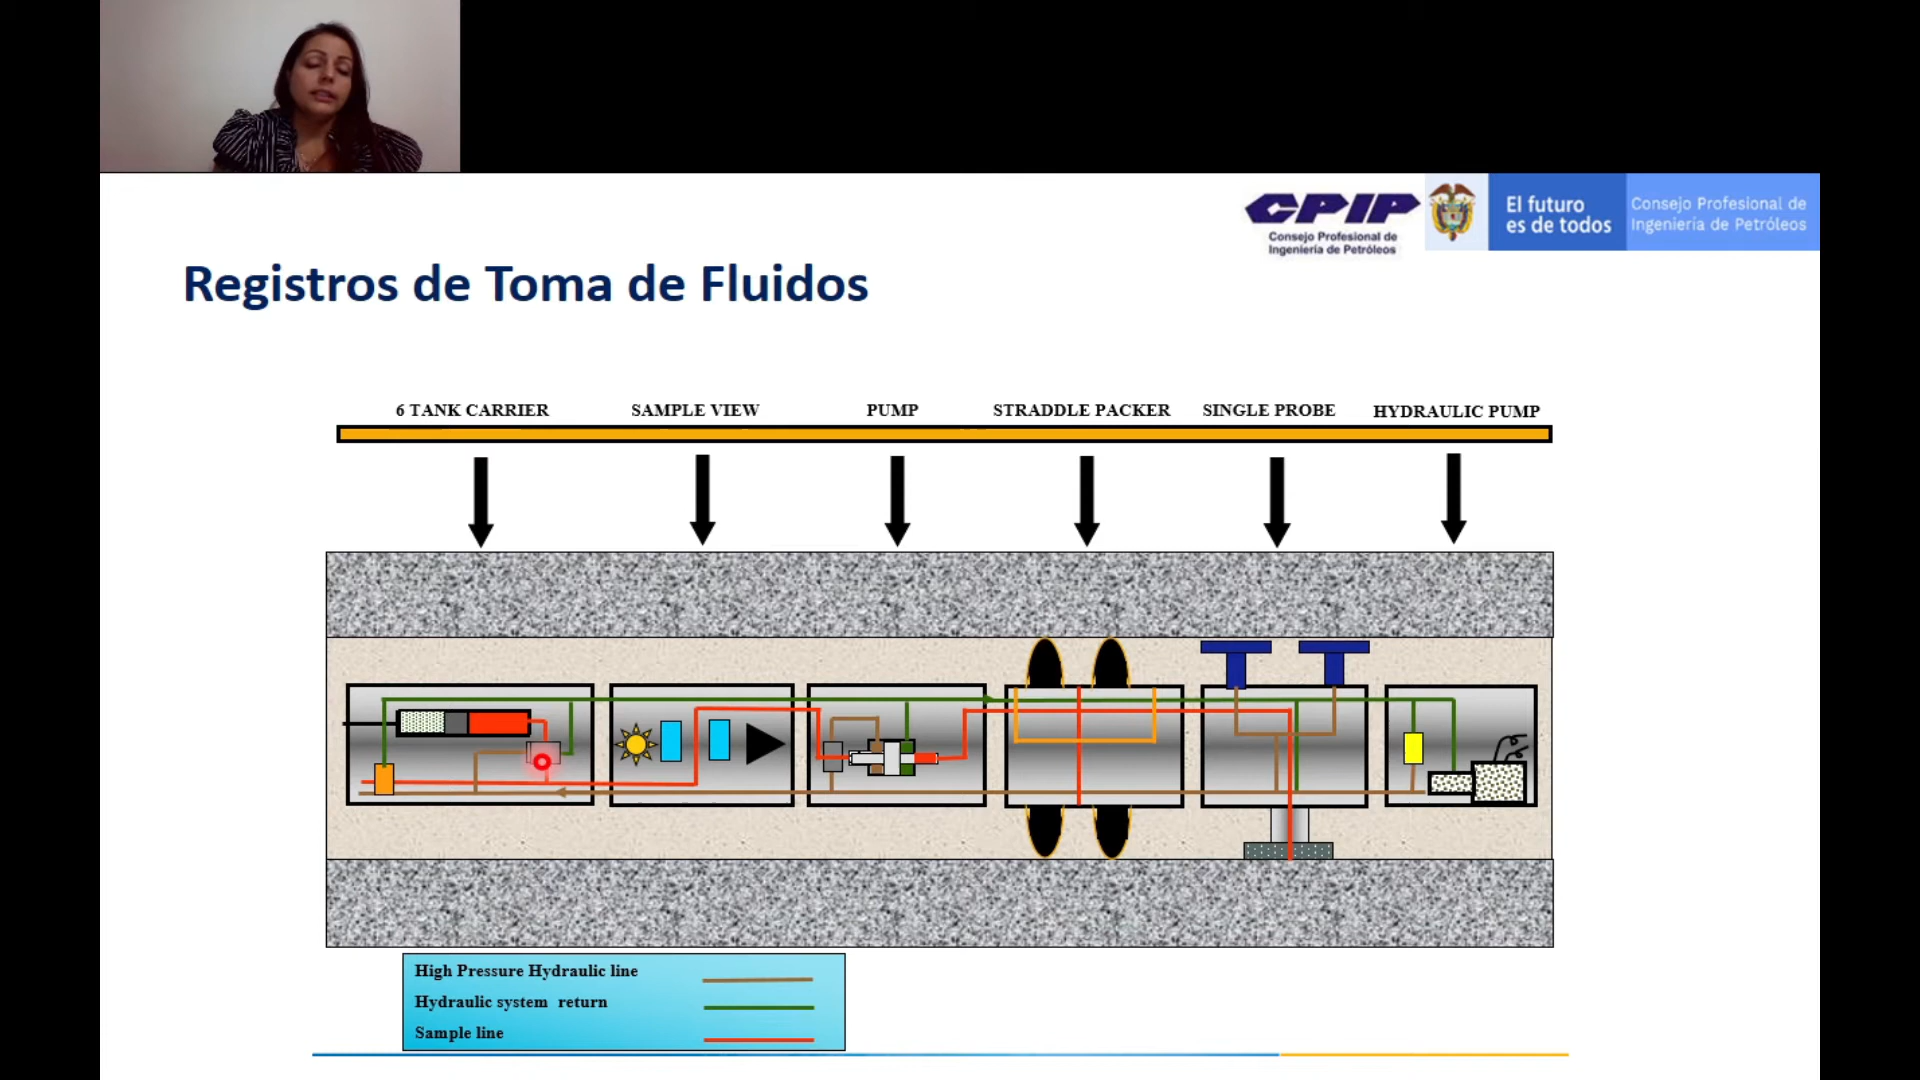 CPIP
Consejo Profesional de
Ingeniería de Petróleos
El futuro
es de todos
Consejo Profesional de
Ingeniería de Petróleos
Registros de Toma de Fluidos
6 TANK CARRIER
SAMPLE VIEW
PUMP
STRADDLE PACKER
SINGLE PROBE
HYDRAULIC PUMP
High Pressure Hydraulic line
Hydraulic system return
Sample line